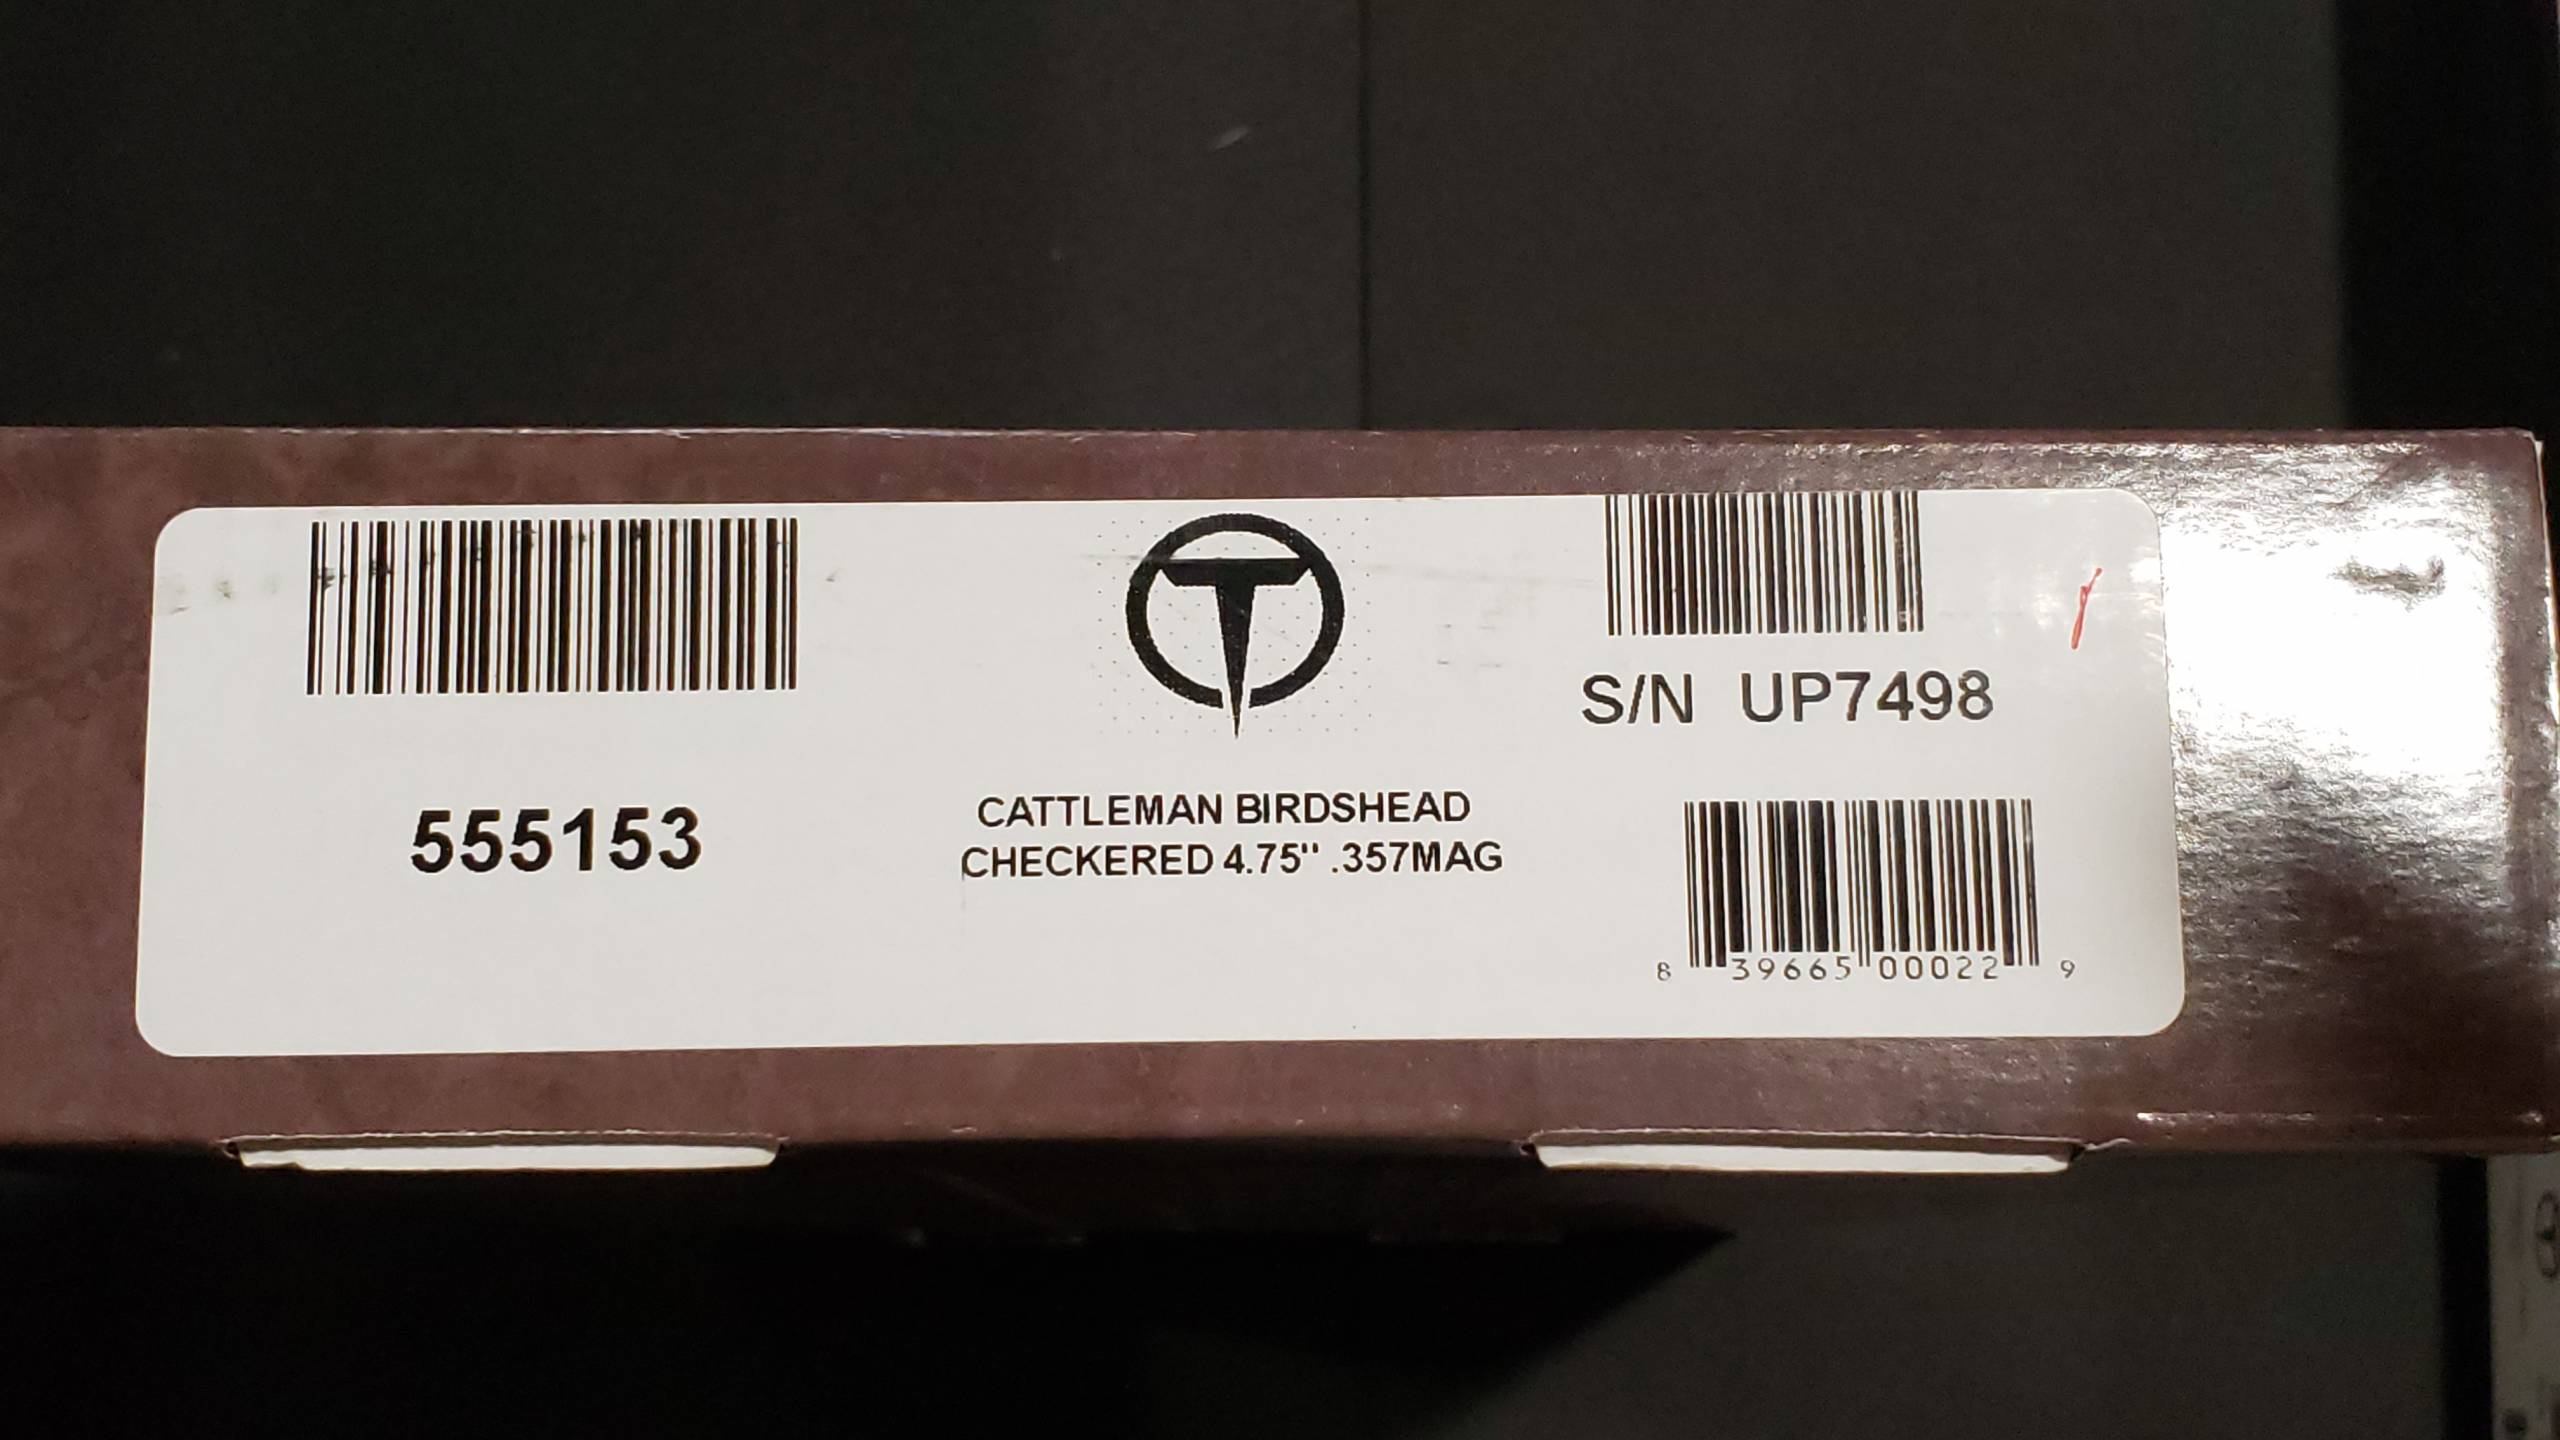 555153
T
CATTLEMAN BIRDSHEAD
CHECKERED 4.75" .357MAG
S/N UP7498
8 39665 00022 9